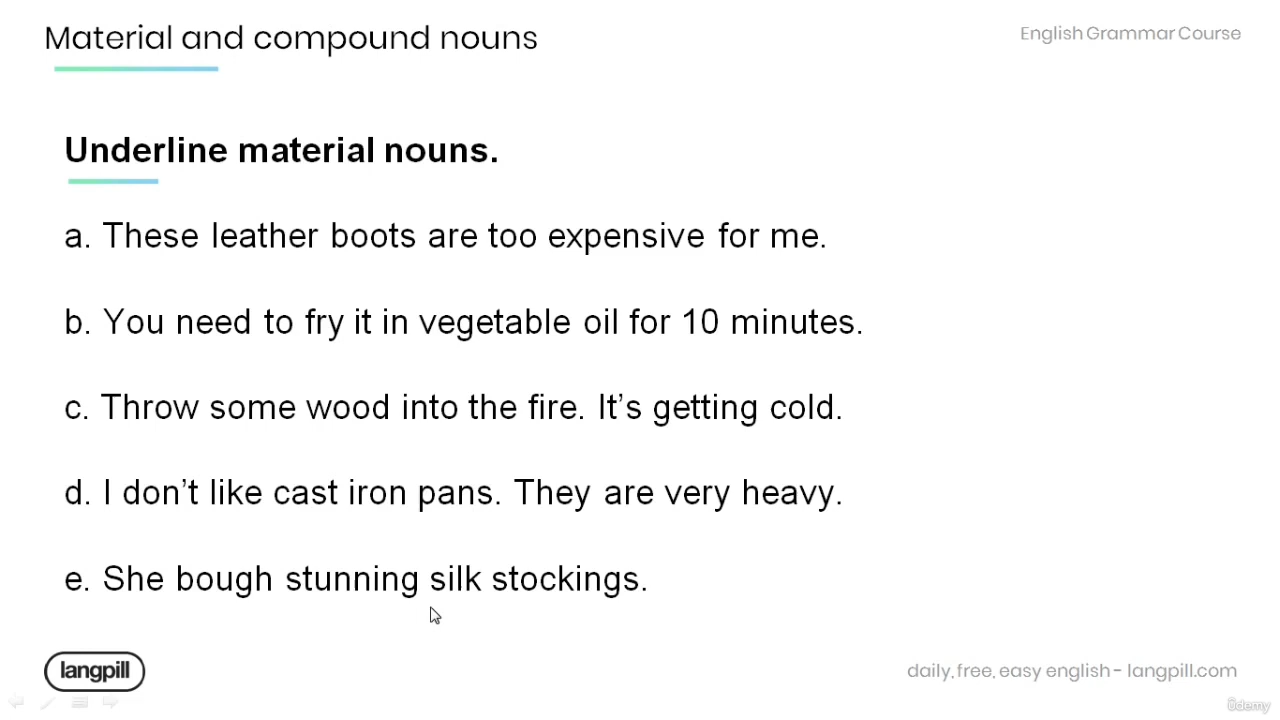 Material and compound nouns
English Grammar Course
Underline material nouns.
a. These leather boots are too expensive for me.
b. You need to fry it in vegetable oil for 10 minutes.
c. Throw some wood into the fire. It’s getting cold.
d. I don’t like cast iron pans. They are very heavy.
e. She bough stunning silk stockings.
langpill
daily, free, easy english - langpill.com
ûdemy